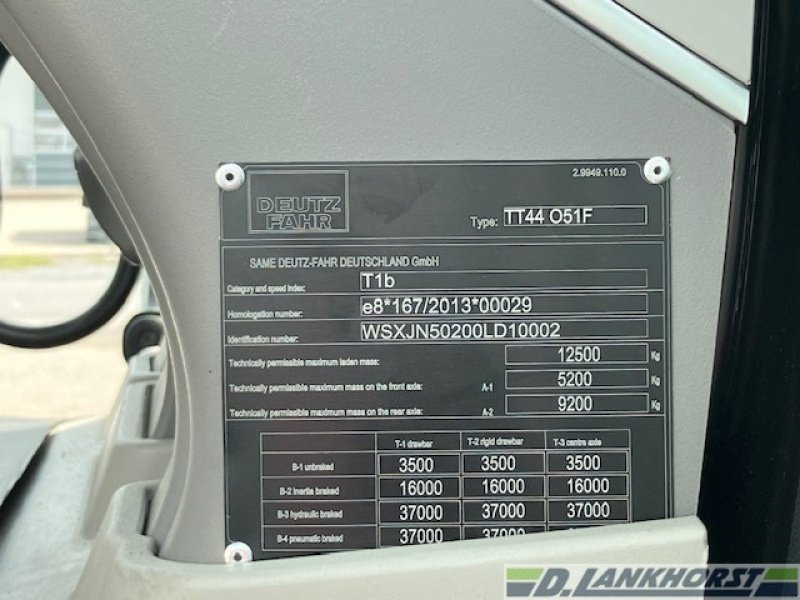 DEUTZ
FAHR
2.9949.110.0
Type: TT44 O51F
SAME DEUTZ-FAHR DEUTSCHLAND GmbH
Category and speed index: T1b
Homologation number: e8*167/2013*00029
Identification number: WSXJN50200LD10002
Technically permissible maximum laden mass: 12500 Kg
Technically permissible maximum mass on the front axle: A-1 5200 Kg
Technically permissible maximum mass on the rear axle: A-2 9200 Kg
T-1 drawbar T-2 rigid drawbar T-3 centre axle
B-1 unbraked 3500 3500 3500
B-2 inertia braked 16000 16000 16000
B-3 hydraulic braked 37000 37000 37000
B-4 pneumatic braked 37000 37000 37000
D. LANKHORST